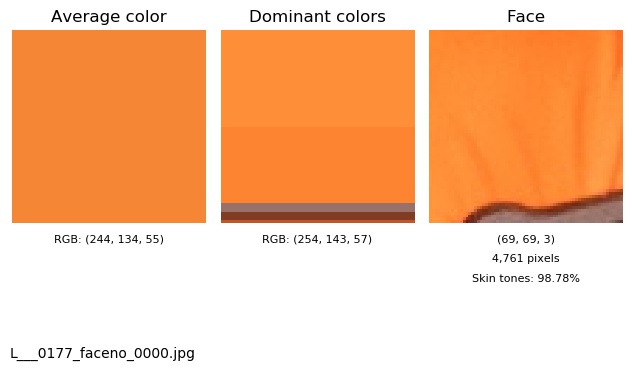 Average color
Dominant colors
Face
RGB: (244, 134, 55)
RGB: (254, 143, 57)
(69, 69, 3)
4,761 pixels
Skin tones: 98.78%
L___0177_faceno_0000.jpg